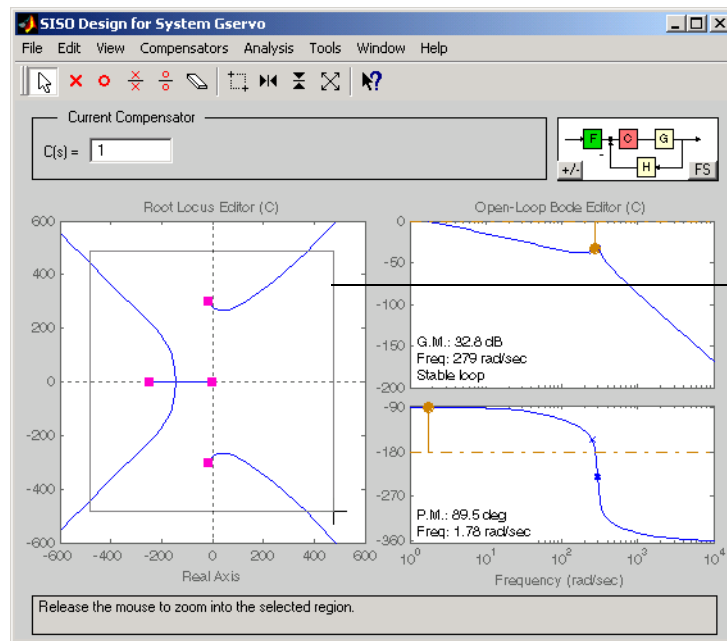 SISO Design for System Gservo
File Edit View Compensators Analysis Tools Window Help
Current Compensator
C(s) = 1
F C G
H
+/- FS
Root Locus Editor (C)
600
400
200
0
-200
-400
-600
-600 -400 -200 0 200 400 600
Real Axis
Open-Loop Bode Editor (C)
0
-50
-100
-150
-200
G.M.: 32.8 dB
Freq: 279 rad/sec
Stable loop
-90
-180
-270
-360
P.M.: 89.5 deg
Freq: 1.78 rad/sec
10^0 10^1 10^2 10^3 10^4
Frequency (rad/sec)
Release the mouse to zoom into the selected region.